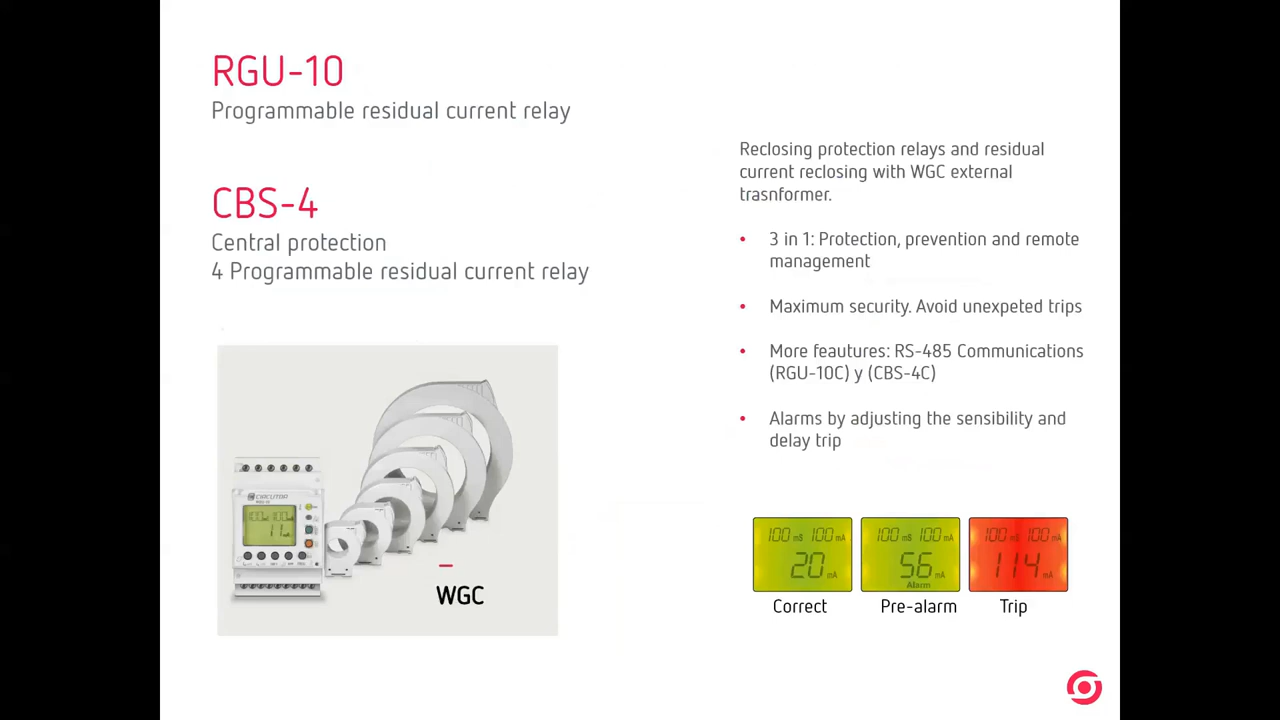 RGU-10
Programmable residual current relay
CBS-4
Central protection
4 Programmable residual current relay
WGC
Reclosing protection relays and residual
current reclosing with WGC external
trasnformer.
• 3 in 1: Protection, prevention and remote
management
• Maximum security. Avoid unexpeted trips
• More feautures: RS-485 Communications
(RGU-10C) y (CBS-4C)
• Alarms by adjusting the sensibility and
delay trip
100 mS 100 mA
20 mA
Correct
100 mS 100 mA
56 mA
Alarm
Pre-alarm
100 mS 100 mA
114 mA
Trip